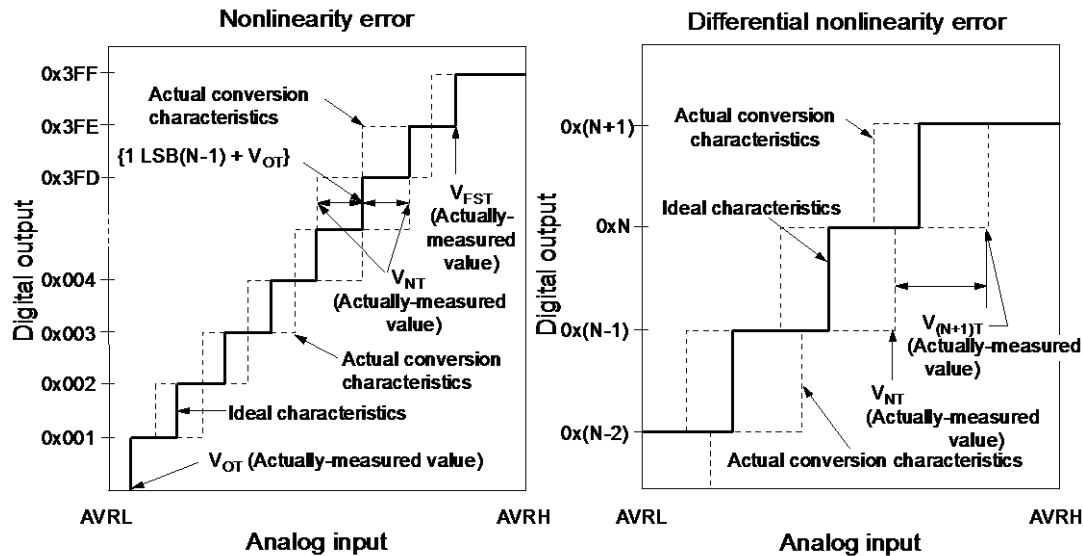 Nonlinearity error
Digital output
0x3FF
0x3FE
0x3FD
0x004
0x003
0x002
0x001
Actual conversion
characteristics
{1 LSB(N-1) + VOT}
VFST
(Actually-
measured
value)
VNT
(Actually-measured
value)
Actual conversion
characteristics
Ideal characteristics
VOT (Actually-measured value)
AVRL
AVRH
Analog input
Differential nonlinearity error
Digital output
0x(N+1)
0xN
0x(N-1)
0x(N-2)
Actual conversion
characteristics
Ideal characteristics
V(N+1)T
(Actually-measured
value)
VNT
(Actually-measured
value)
Actual conversion characteristics
AVRL
AVRH
Analog input